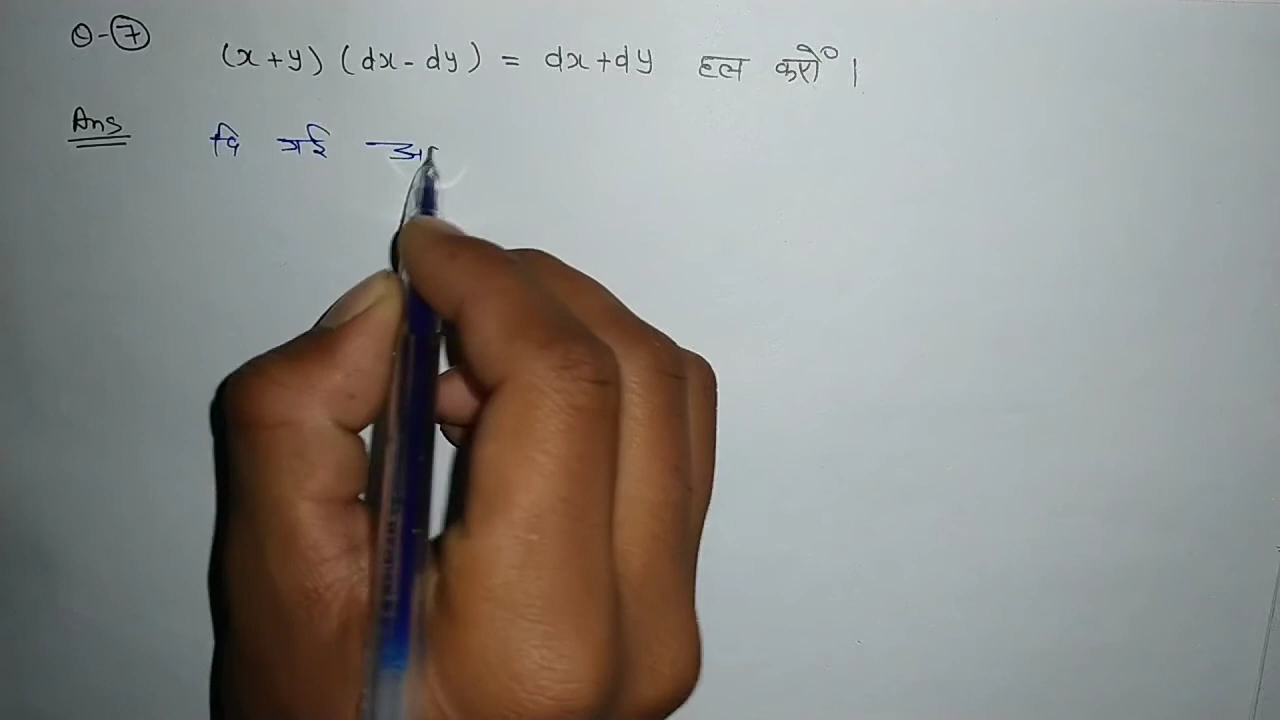 Q-7 (x+y) (dx-dy) = dx+dy हल करों ।
Ans दि गई अ